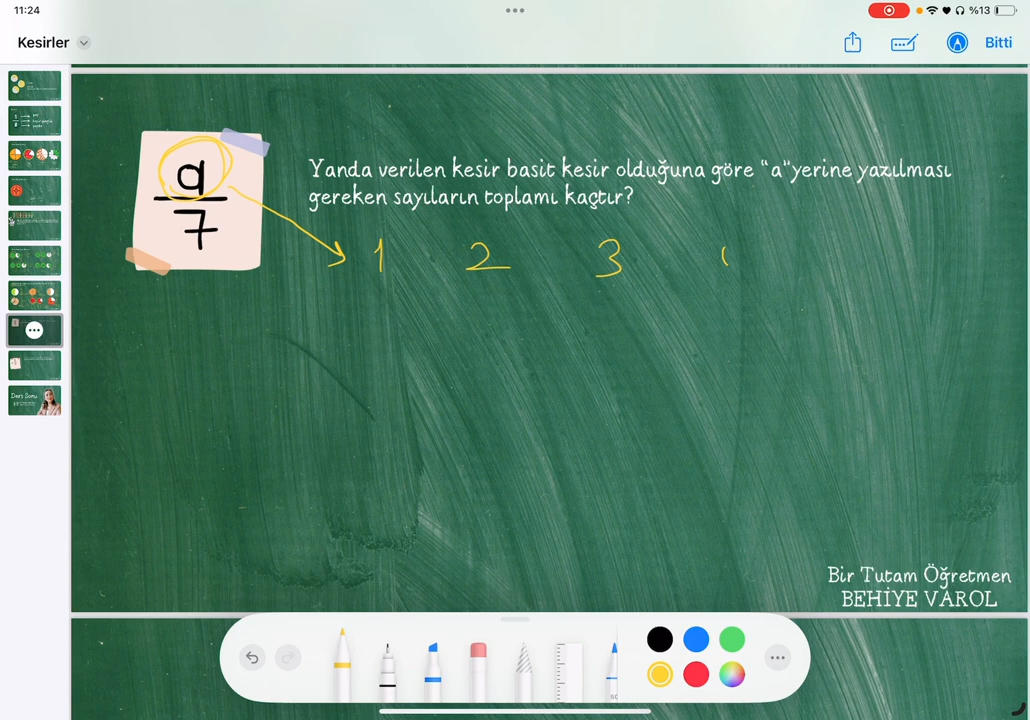 11:24
%13
Kesirler
Bitti
a
7
Yanda verilen kesir basit kesir olduğuna göre "a"yerine yazılması
gereken sayıların toplamı kaçtır?
1 2 3
Ders Sonu
Bir Tutam Öğretmen
BEHİYE VAROL